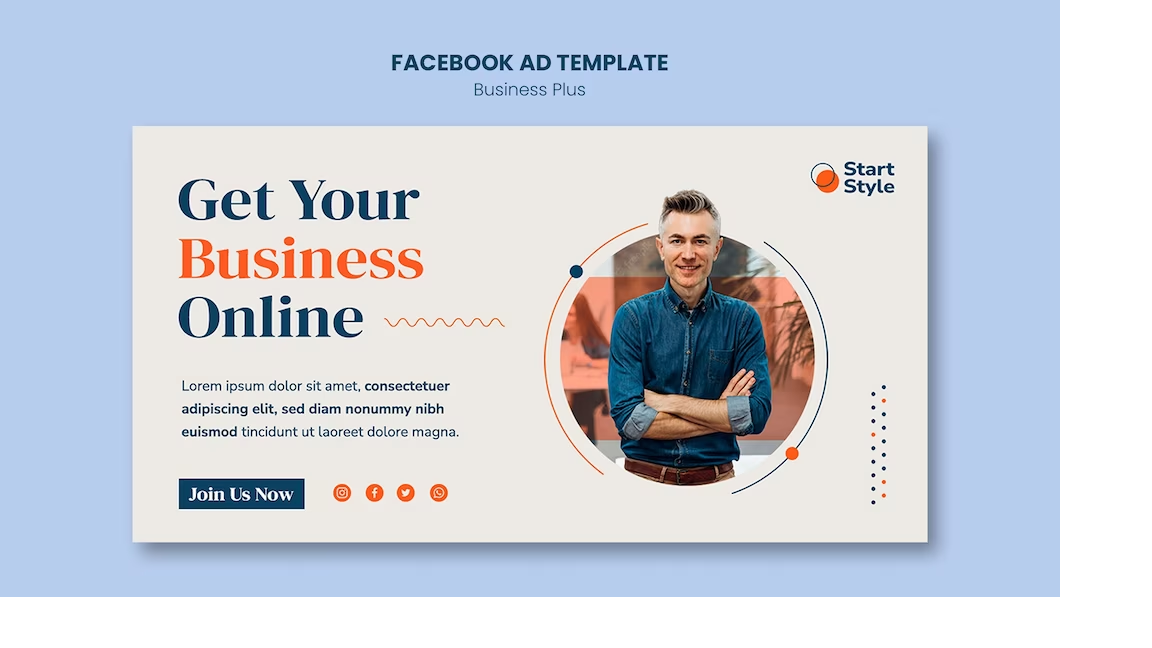 FACEBOOK AD TEMPLATE
Business Plus
Start
Style
Get Your
Business
Online
Lorem ipsum dolor sit amet, consectetuer
adipiscing elit, sed diam nonummy nibh
euismod tincidunt ut laoreet dolore magna.
Join Us Now